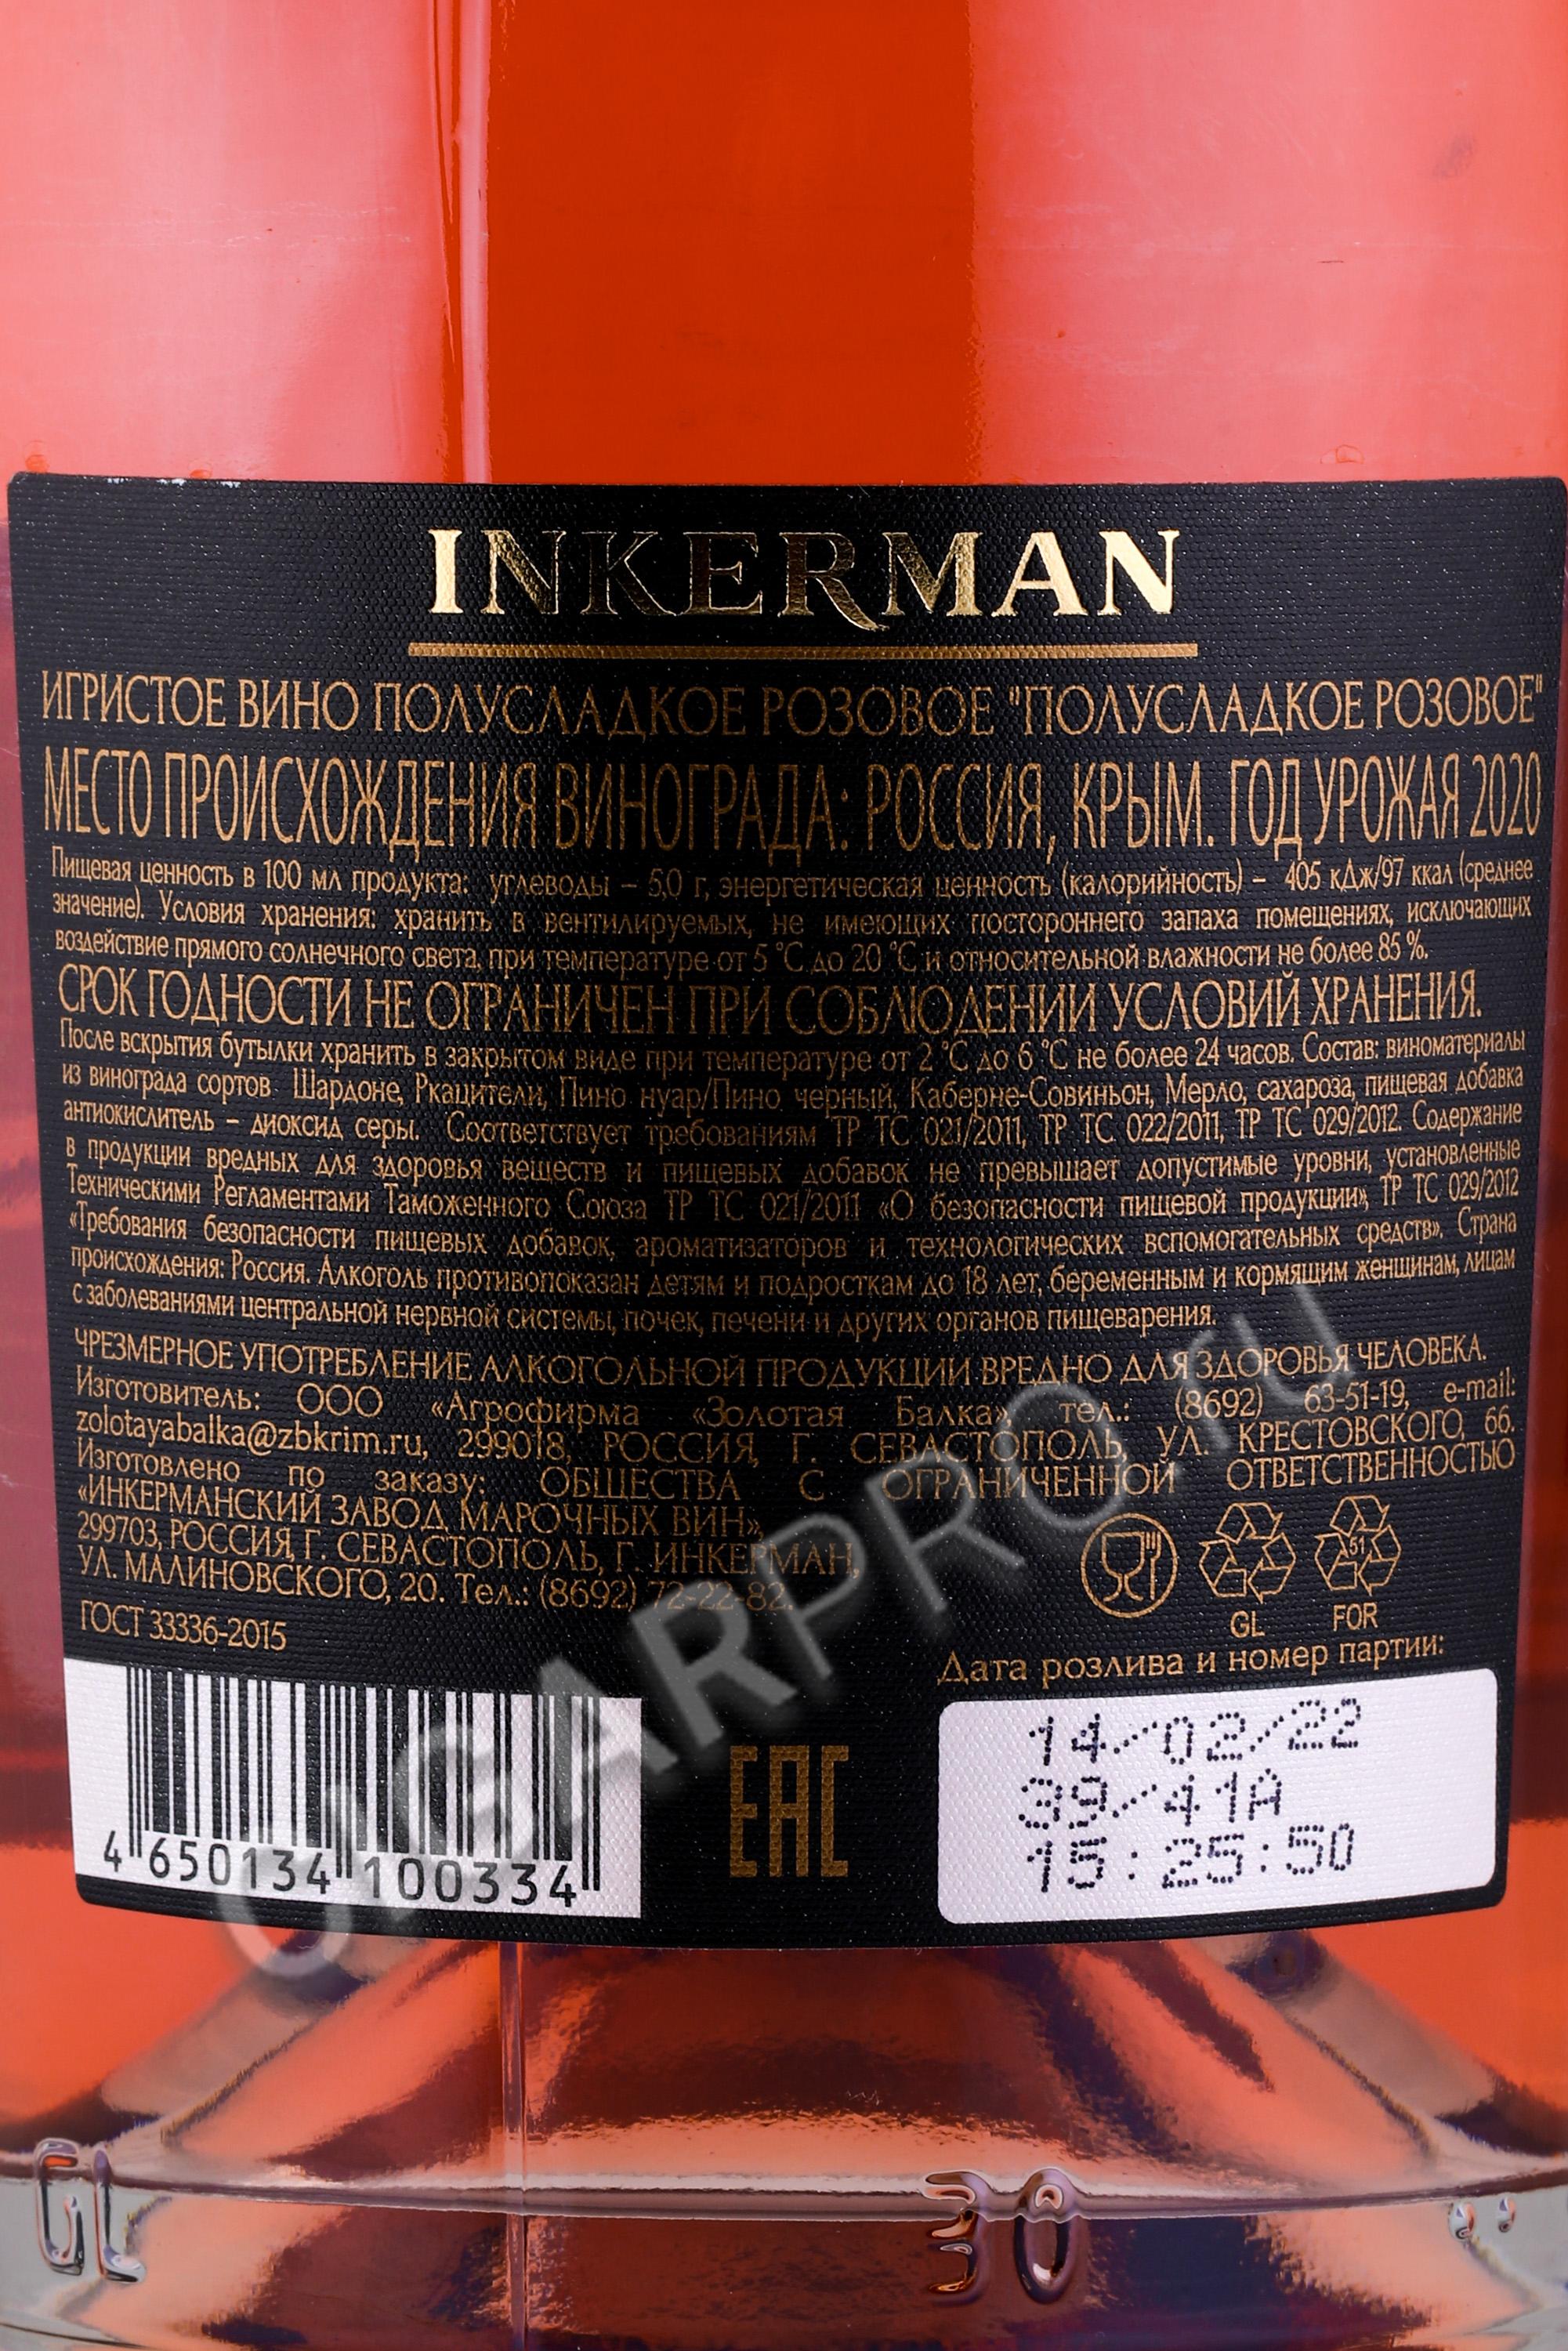 INKERMAN
ИГРИСТОЕ ВИНО ПОЛУСЛАДКОЕ РОЗОВОЕ "ПОЛУСЛАДКОЕ РОЗОВОЕ"
МЕСТО ПРОИСХОЖДЕНИЯ ВИНОГРАДА: РОССИЯ, КРЫМ. ГОД УРОЖАЯ 2020
Пищевая ценность в 100 мл продукта: углеводы – 5,0 г, энергетическая ценность (калорийность) – 405 кДж/97 ккал (среднее
значение). Условия хранения: хранить в вентилируемых, не имеющих постороннего запаха помещениях, исключающих
воздействие прямого солнечного света, при температуре от 5 °С до 20 °С и относительной влажности не более 85 %.
СРОК ГОДНОСТИ НЕ ОГРАНИЧЕН ПРИ СОБЛЮДЕНИИ УСЛОВИЙ ХРАНЕНИЯ.
После вскрытия бутылки хранить в закрытом виде при температуре от 2 °С до 6 °С не более 24 часов. Состав: виноматериалы
из винограда сортов Шардоне, Ркацители, Пино нуар/Пино черный, Каберне-Совиньон, Мерло, сахароза, пищевая добавка
антиокислитель – диоксид серы. Соответствует требованиям ТР ТС 021/2011, ТР ТС 022/2011, ТР ТС 029/2012. Содержание
в продукции вредных для здоровья веществ и пищевых добавок не превышает допустимые уровни, установленные
Техническими Регламентами Таможенного Союза ТР ТС 021/2011 «О безопасности пищевой продукции», ТР ТС 029/2012
«Требования безопасности пищевых добавок, ароматизаторов и технологических вспомогательных средств». Страна
происхождения: Россия. Алкоголь противопоказан детям и подросткам до 18 лет, беременным и кормящим женщинам, лицам
с заболеваниями центральной нервной системы, почек, печени и других органов пищеварения.
ЧРЕЗМЕРНОЕ УПОТРЕБЛЕНИЕ АЛКОГОЛЬНОЙ ПРОДУКЦИИ ВРЕДНО ДЛЯ ЗДОРОВЬЯ ЧЕЛОВЕКА.
Изготовитель: ООО «Агрофирма «Золотая Балка», тел.: (8692) 63-51-19, e-mail:
zolotayabalka@zbkrim.ru, 299018, РОССИЯ, Г. СЕВАСТОПОЛЬ, УЛ. КРЕСТОВСКОГО, 66.
Изготовлено по заказу: ОБЩЕСТВА С ОГРАНИЧЕННОЙ ОТВЕТСТВЕННОСТЬЮ
«ИНКЕРМАНСКИЙ ЗАВОД МАРОЧНЫХ ВИН»,
299703, РОССИЯ, Г. СЕВАСТОПОЛЬ, Г. ИНКЕРМАН,
УЛ. МАЛИНОВСКОГО, 20. Тел.: (8692) 72-22-82.
ГОСТ 33336-2015
51
GL FOR
Дата розлива и номер партии:
14/02/22
39/41A
15:25:50
4 650134 100334
EAC
CIGARPRO.ru
GL
30